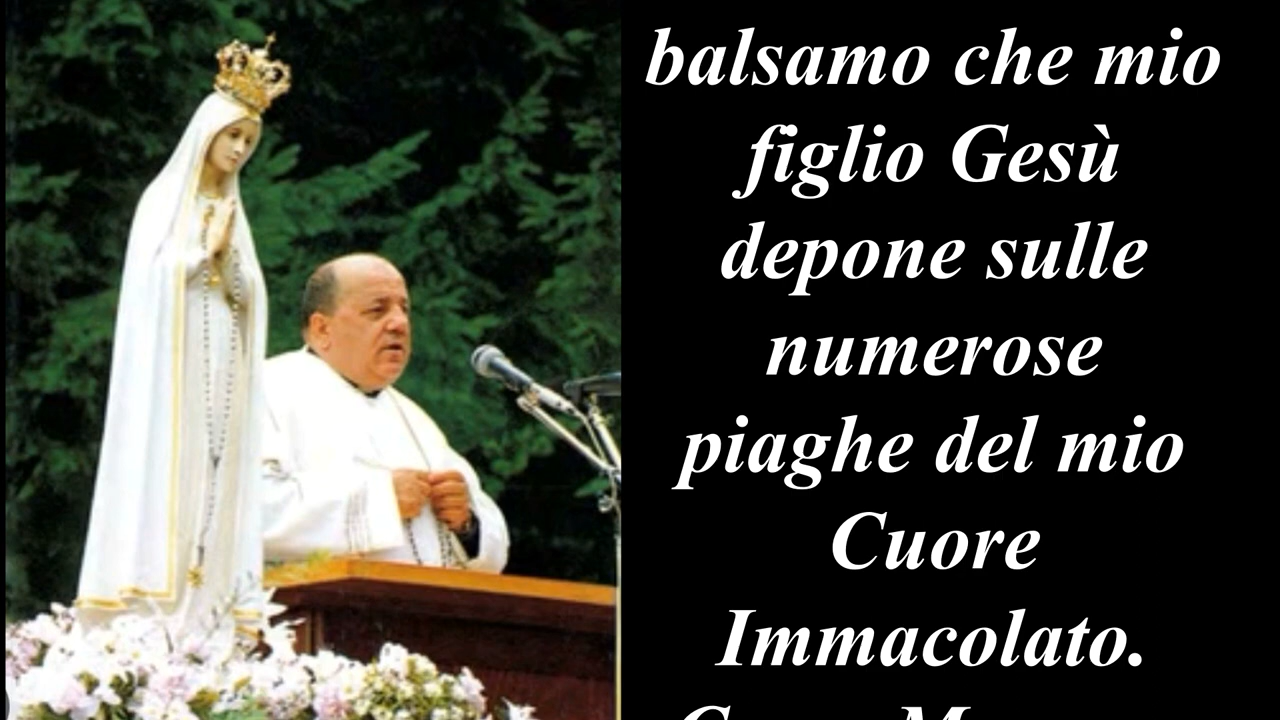 balsamo che mio
figlio Gesù
depone sulle
numerose
piaghe del mio
Cuore
Immacolato.